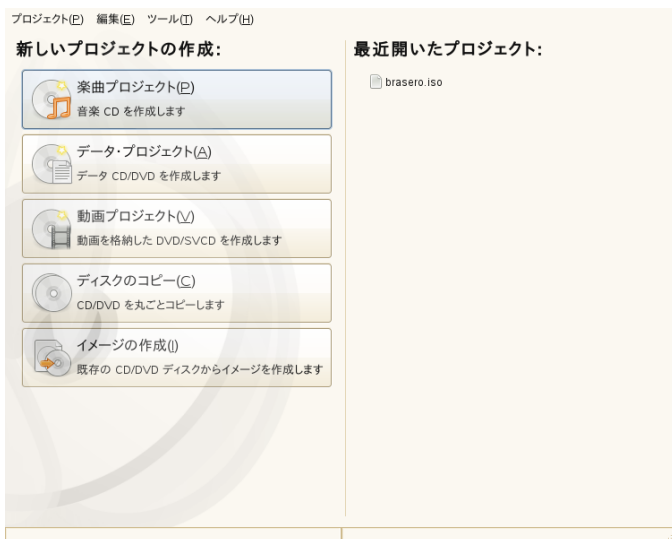 プロジェクト(P) 編集(E) ツール(T) ヘルプ(H)
新しいプロジェクトの作成:
楽曲プロジェクト(P)
音楽 CD を作成します
データ・プロジェクト(A)
データ CD/DVD を作成します
動画プロジェクト(V)
動画を格納した DVD/SVCD を作成します
ディスクのコピー(C)
CD/DVD を丸ごとコピーします
イメージの作成(I)
既存の CD/DVD ディスクからイメージを作成します
最近開いたプロジェクト:
brasero.iso